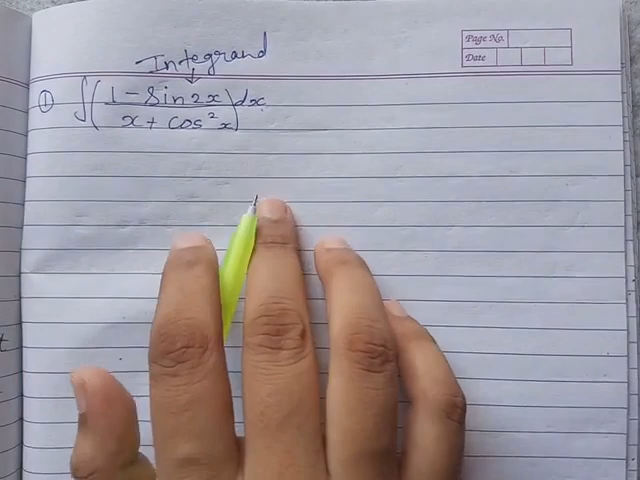 Page No.
Date
Integrand
① ∫(1 - Sin 2x / x + Cos² x) dx